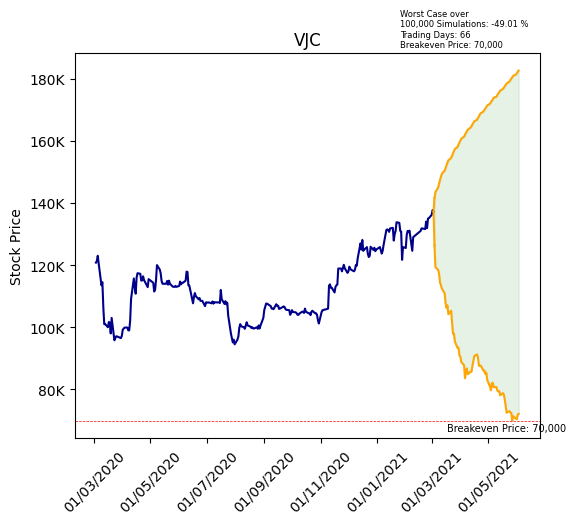 Worst Case over
100,000 Simulations: -49.01 %
Trading Days: 66
Breakeven Price: 70,000
VJC
Stock Price
180K
160K
140K
120K
100K
80K
Breakeven Price: 70,000
01/03/2020
01/05/2020
01/07/2020
01/09/2020
01/11/2020
01/01/2021
01/03/2021
01/05/2021